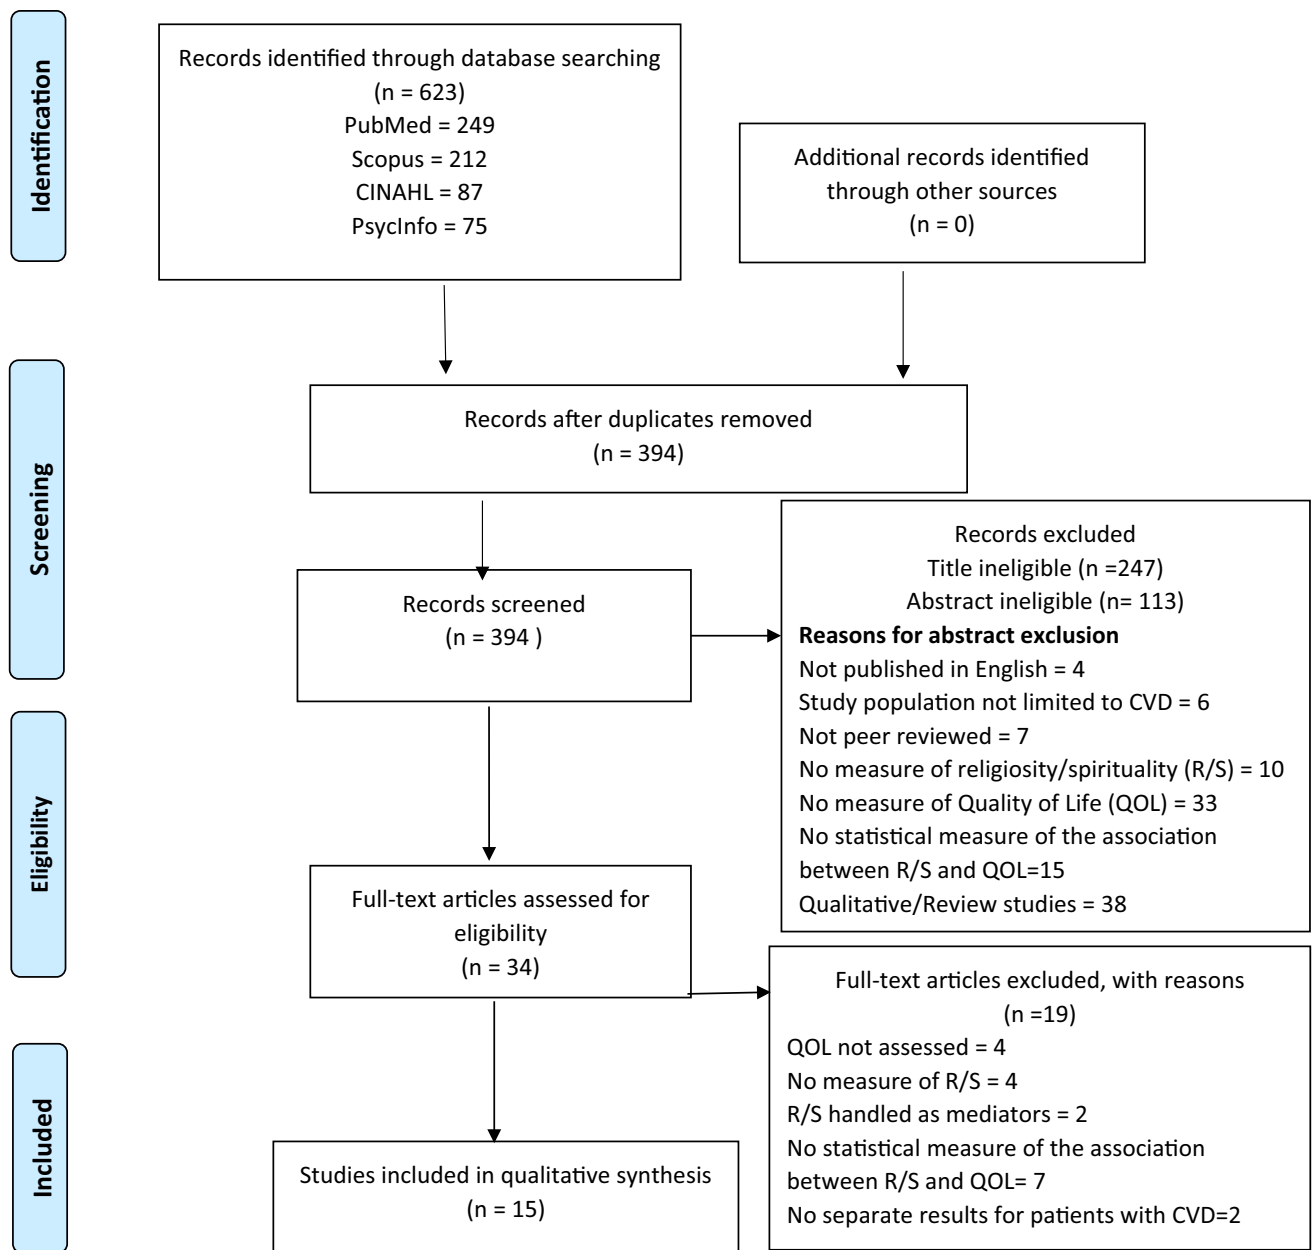 Identification
Records identified through database searching
(n = 623)
PubMed = 249
Scopus = 212
CINAHL = 87
PsycInfo = 75
Additional records identified
through other sources
(n = 0)
Screening
Records after duplicates removed
(n = 394)
Records screened
(n = 394 )
Records excluded
Title ineligible (n =247)
Abstract ineligible (n= 113)
Reasons for abstract exclusion
Not published in English = 4
Study population not limited to CVD = 6
Not peer reviewed = 7
No measure of religiosity/spirituality (R/S) = 10
No measure of Quality of Life (QOL) = 33
No statistical measure of the association
between R/S and QOL=15
Qualitative/Review studies = 38
Eligibility
Full-text articles assessed for
eligibility
(n = 34)
Full-text articles excluded, with reasons
(n =19)
QOL not assessed = 4
No measure of R/S = 4
R/S handled as mediators = 2
No statistical measure of the association
between R/S and QOL= 7
No separate results for patients with CVD=2
Included
Studies included in qualitative synthesis
(n = 15)